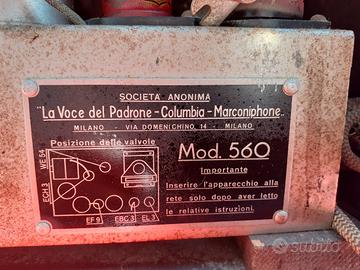 SOCIETÀ ANONIMA
"La Voce del Padrone - Columbia - Marconiphone"
MILANO - VIA DOMENICHINO, 14 - MILANO
Posizione delle valvole
WE 54
ECH 3
EF 9 EBC 3 EL 3
Mod. 560
Importante
Inserire l'apparecchio alla
rete solo dopo aver letto
le relative istruzioni.
subito